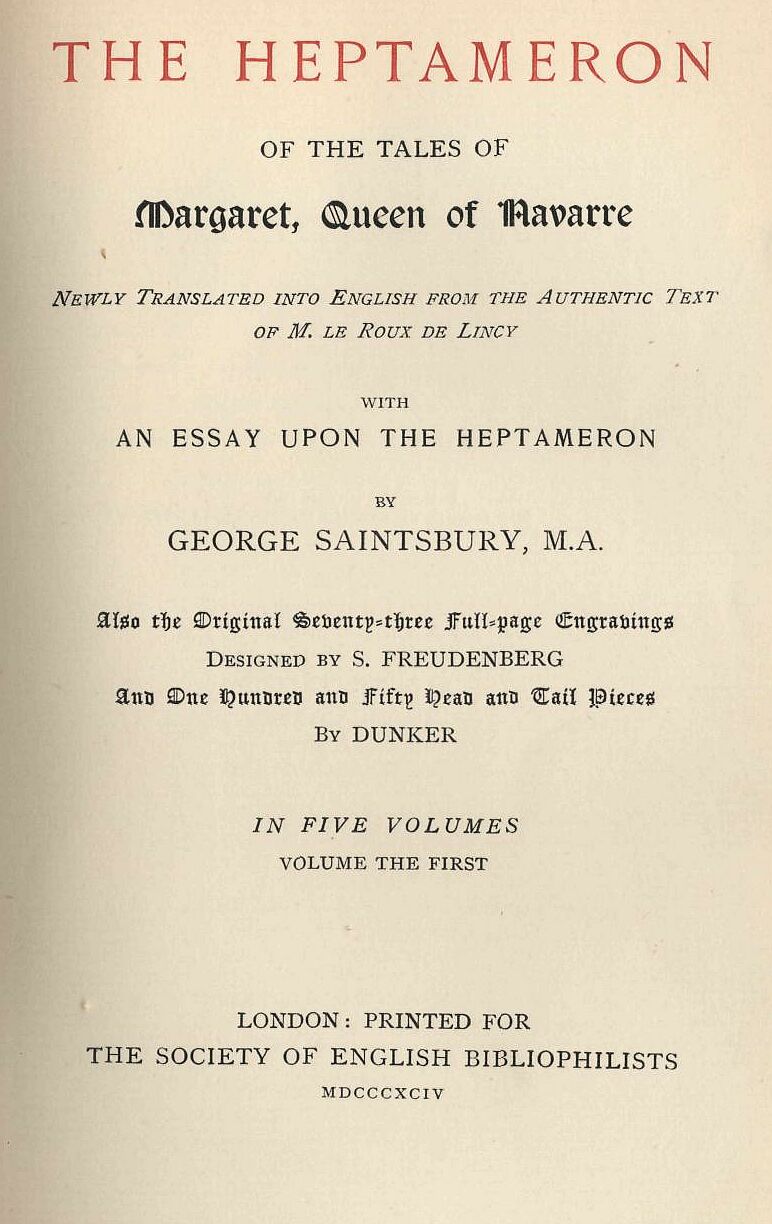 THE HEPTAMERON
OF THE TALES OF
Margaret, Queen of Navarre
NEWLY TRANSLATED INTO ENGLISH FROM THE AUTHENTIC TEXT
OF M. LE ROUX DE LINCY
WITH
AN ESSAY UPON THE HEPTAMERON
BY
GEORGE SAINTSBURY, M.A.
Also the Original Seventy-three Full-page Engravings
DESIGNED BY S. FREUDENBERG
And One Hundred and Fifty Head and Tail Pieces
BY DUNKER
IN FIVE VOLUMES
VOLUME THE FIRST
LONDON: PRINTED FOR
THE SOCIETY OF ENGLISH BIBLIOPHILISTS
MDCCCXCIV